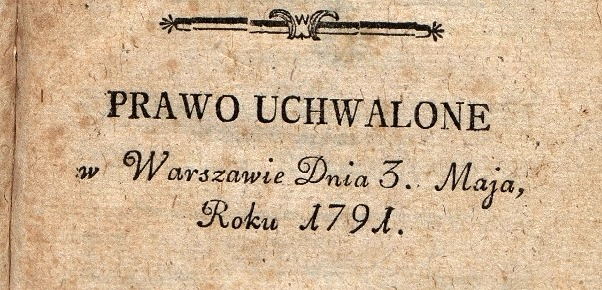 PRAWO UCHWALONE
w Warszawie Dnia 3. Maja,
Roku 1791.